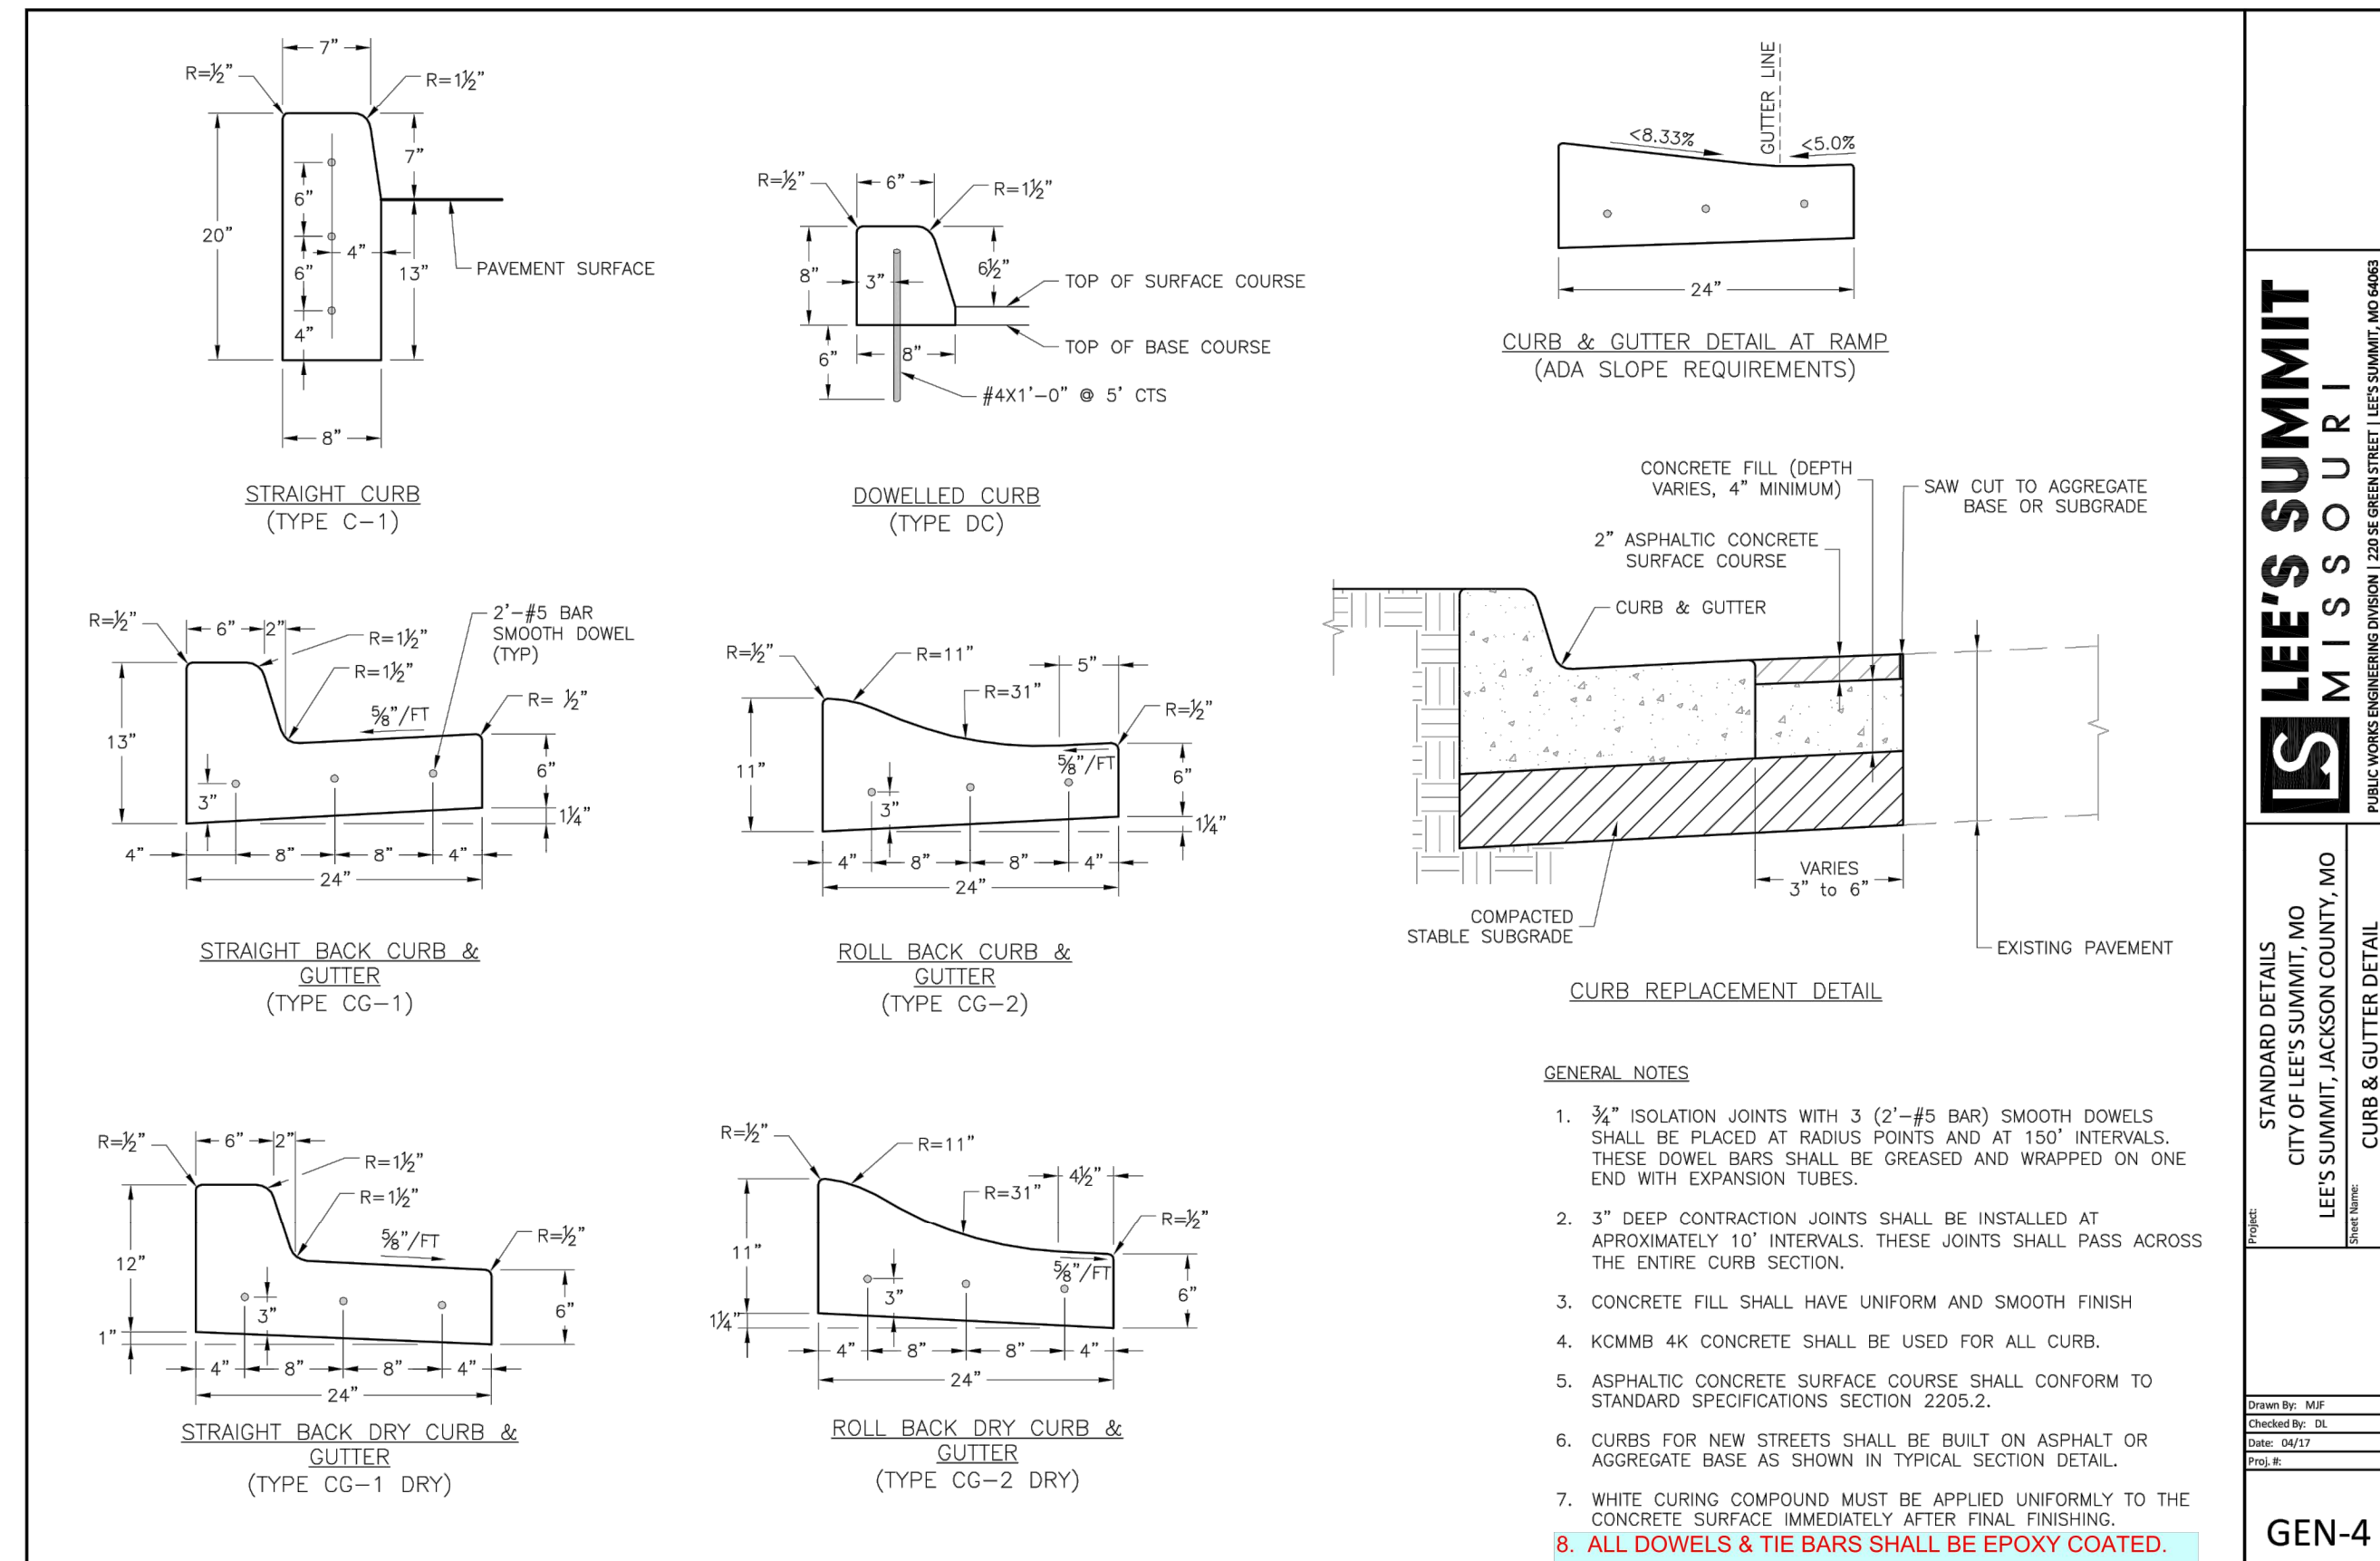 7"
R=½"
R=1½"
7"
6"
20"
4"
6"
13"
PAVEMENT SURFACE
4"
8"
STRAIGHT CURB
(TYPE C-1)
R=½"
6"
R=1½"
8"
3"
6½"
TOP OF SURFACE COURSE
6"
8"
TOP OF BASE COURSE
#4X1'-0" @ 5' CTS
DOWELLED CURB
(TYPE DC)
GUTTER LINE
<8.33%
<5.0%
24"
CURB & GUTTER DETAIL AT RAMP
(ADA SLOPE REQUIREMENTS)
R=½"
6"
2"
R=1½"
R=1½"
2'-#5 BAR
SMOOTH DOWEL
(TYP)
R= ½"
⅝"/FT
13"
3"
6"
1¼"
4"
8"
8"
4"
24"
STRAIGHT BACK CURB &
GUTTER
(TYPE CG-1)
R=½"
R=11"
5"
R=31"
R=½"
11"
⅝"/FT
6"
3"
1¼"
4"
8"
8"
4"
24"
ROLL BACK CURB &
GUTTER
(TYPE CG-2)
CONCRETE FILL (DEPTH
VARIES, 4" MINIMUM)
SAW CUT TO AGGREGATE
BASE OR SUBGRADE
2" ASPHALTIC CONCRETE
SURFACE COURSE
CURB & GUTTER
VARIES
3" to 6"
COMPACTED
STABLE SUBGRADE
EXISTING PAVEMENT
CURB REPLACEMENT DETAIL
R=½"
6"
2"
R=1½"
R=1½"
⅝"/FT
R=½"
12"
3"
6"
1"
4"
8"
8"
4"
24"
STRAIGHT BACK DRY CURB &
GUTTER
(TYPE CG-1 DRY)
R=½"
R=11"
4½"
R=31"
R=½"
11"
⅝"/FT
3"
6"
1¼"
4"
8"
8"
4"
24"
ROLL BACK DRY CURB &
GUTTER
(TYPE CG-2 DRY)
GENERAL NOTES
1. ¾" ISOLATION JOINTS WITH 3 (2'-#5 BAR) SMOOTH DOWELS
SHALL BE PLACED AT RADIUS POINTS AND AT 150' INTERVALS.
THESE DOWEL BARS SHALL BE GREASED AND WRAPPED ON ONE
END WITH EXPANSION TUBES.
2. 3" DEEP CONTRACTION JOINTS SHALL BE INSTALLED AT
APROXIMATELY 10' INTERVALS. THESE JOINTS SHALL PASS ACROSS
THE ENTIRE CURB SECTION.
3. CONCRETE FILL SHALL HAVE UNIFORM AND SMOOTH FINISH
4. KCMMB 4K CONCRETE SHALL BE USED FOR ALL CURB.
5. ASPHALTIC CONCRETE SURFACE COURSE SHALL CONFORM TO
STANDARD SPECIFICATIONS SECTION 2205.2.
6. CURBS FOR NEW STREETS SHALL BE BUILT ON ASPHALT OR
AGGREGATE BASE AS SHOWN IN TYPICAL SECTION DETAIL.
7. WHITE CURING COMPOUND MUST BE APPLIED UNIFORMLY TO THE
CONCRETE SURFACE IMMEDIATELY AFTER FINAL FINISHING.
8. ALL DOWELS & TIE BARS SHALL BE EPOXY COATED.
LS
LEE'S SUMMIT
MISSOURI
PUBLIC WORKS ENGINEERING DIVISION | 220 SE GREEN STREET | LEE'S SUMMIT, MO 64063
Project:
STANDARD DETAILS
CITY OF LEE'S SUMMIT, MO
LEE'S SUMMIT, JACKSON COUNTY, MO
Sheet Name:
CURB & GUTTER DETAIL
Drawn By: MJF
Checked By: DL
Date: 04/17
Proj. #:
GEN-4